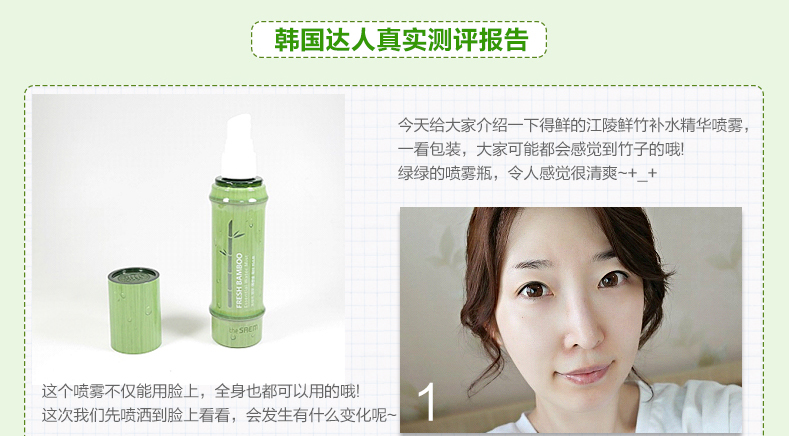 韩国达人真实测评报告
今天给大家介绍一下得鲜的江陵鲜竹补水精华喷雾，
一看包装，大家可能都会感觉到竹子的哦!
绿绿的喷雾瓶，令人感觉很清爽~+_+
FRESH BAMBOO
the SAEM
这个喷雾不仅能用脸上，全身也都可以用的哦!
这次我们先喷洒到脸上看看，会发生有什么变化呢~
1